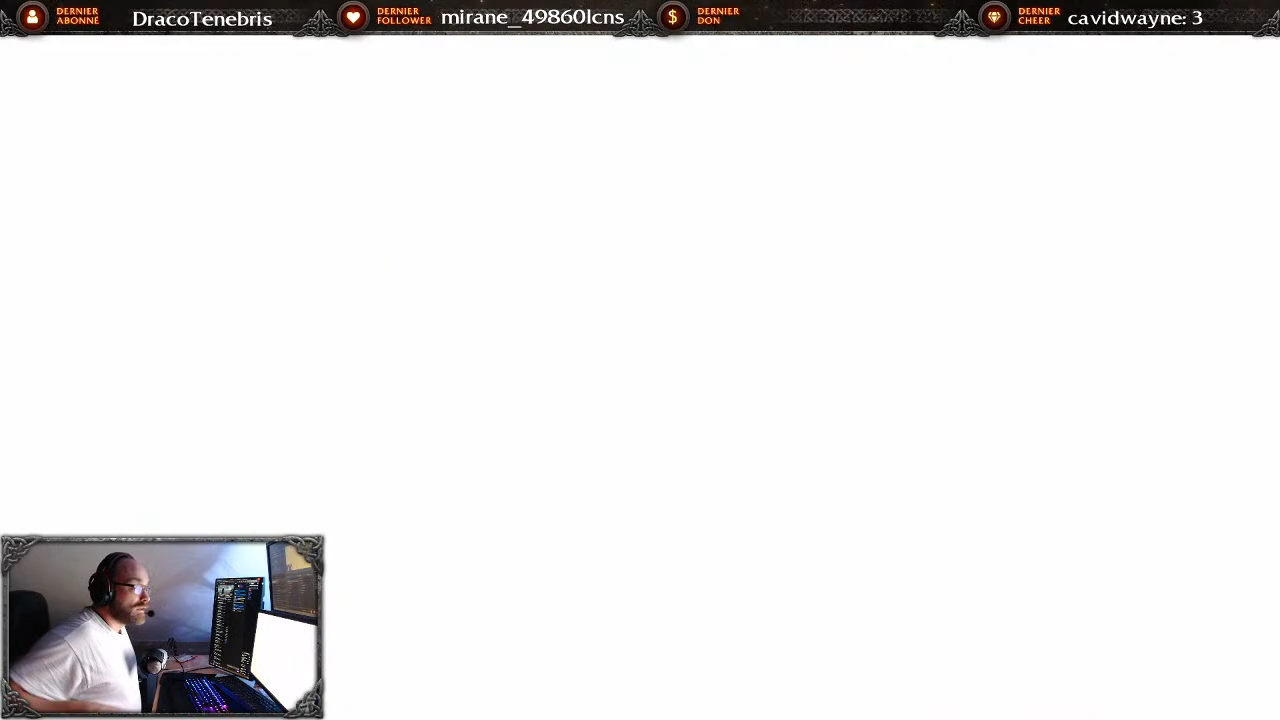 DERNIER
ABONNÉ
DracoTenebris
DERNIER
FOLLOWER
mirane_49860lcns
DERNIER
DON
DERNIER
CHEER
cavidwayne: 3